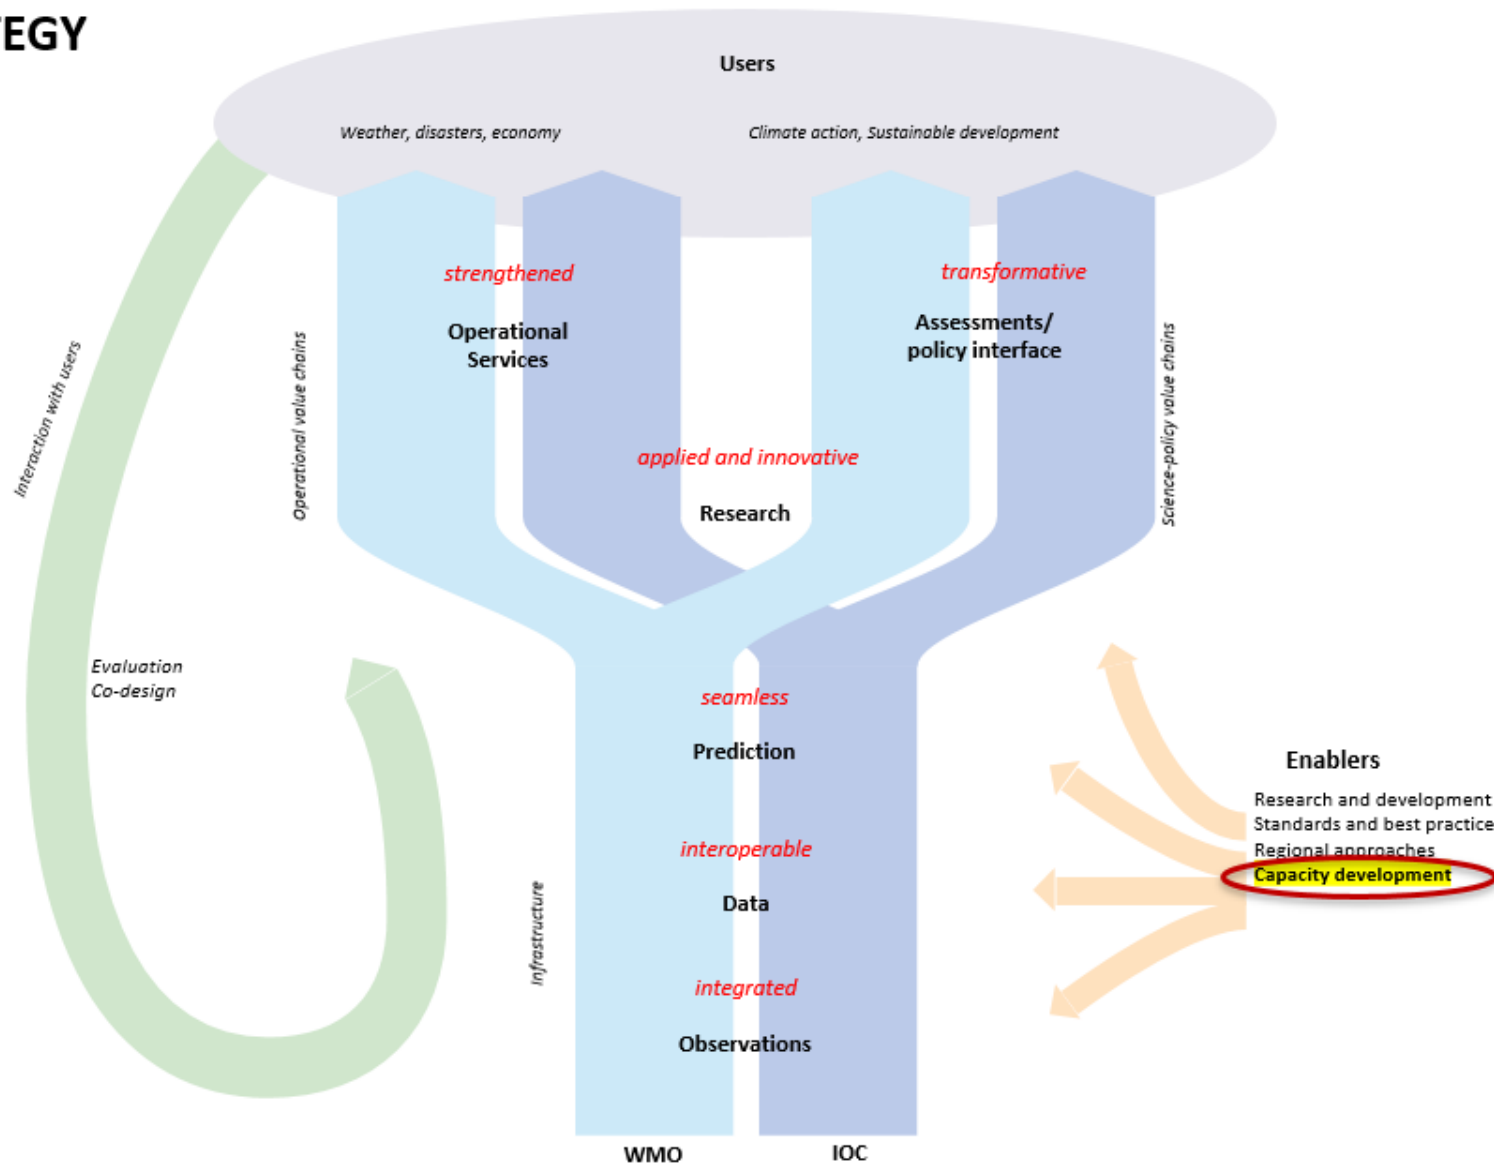 TEGY
Users
Weather, disasters, economy
Climate action, Sustainable development
strengthened
transformative
Operational
Services
Assessments/
policy interface
Interaction with users
Operational value chains
Science-policy value chains
applied and innovative
Research
Evaluation
Co-design
seamless
Prediction
Enablers
Research and development
Standards and best practice
Regional approaches
Capacity development
interoperable
Data
Infrastructure
integrated
Observations
WMO
IOC